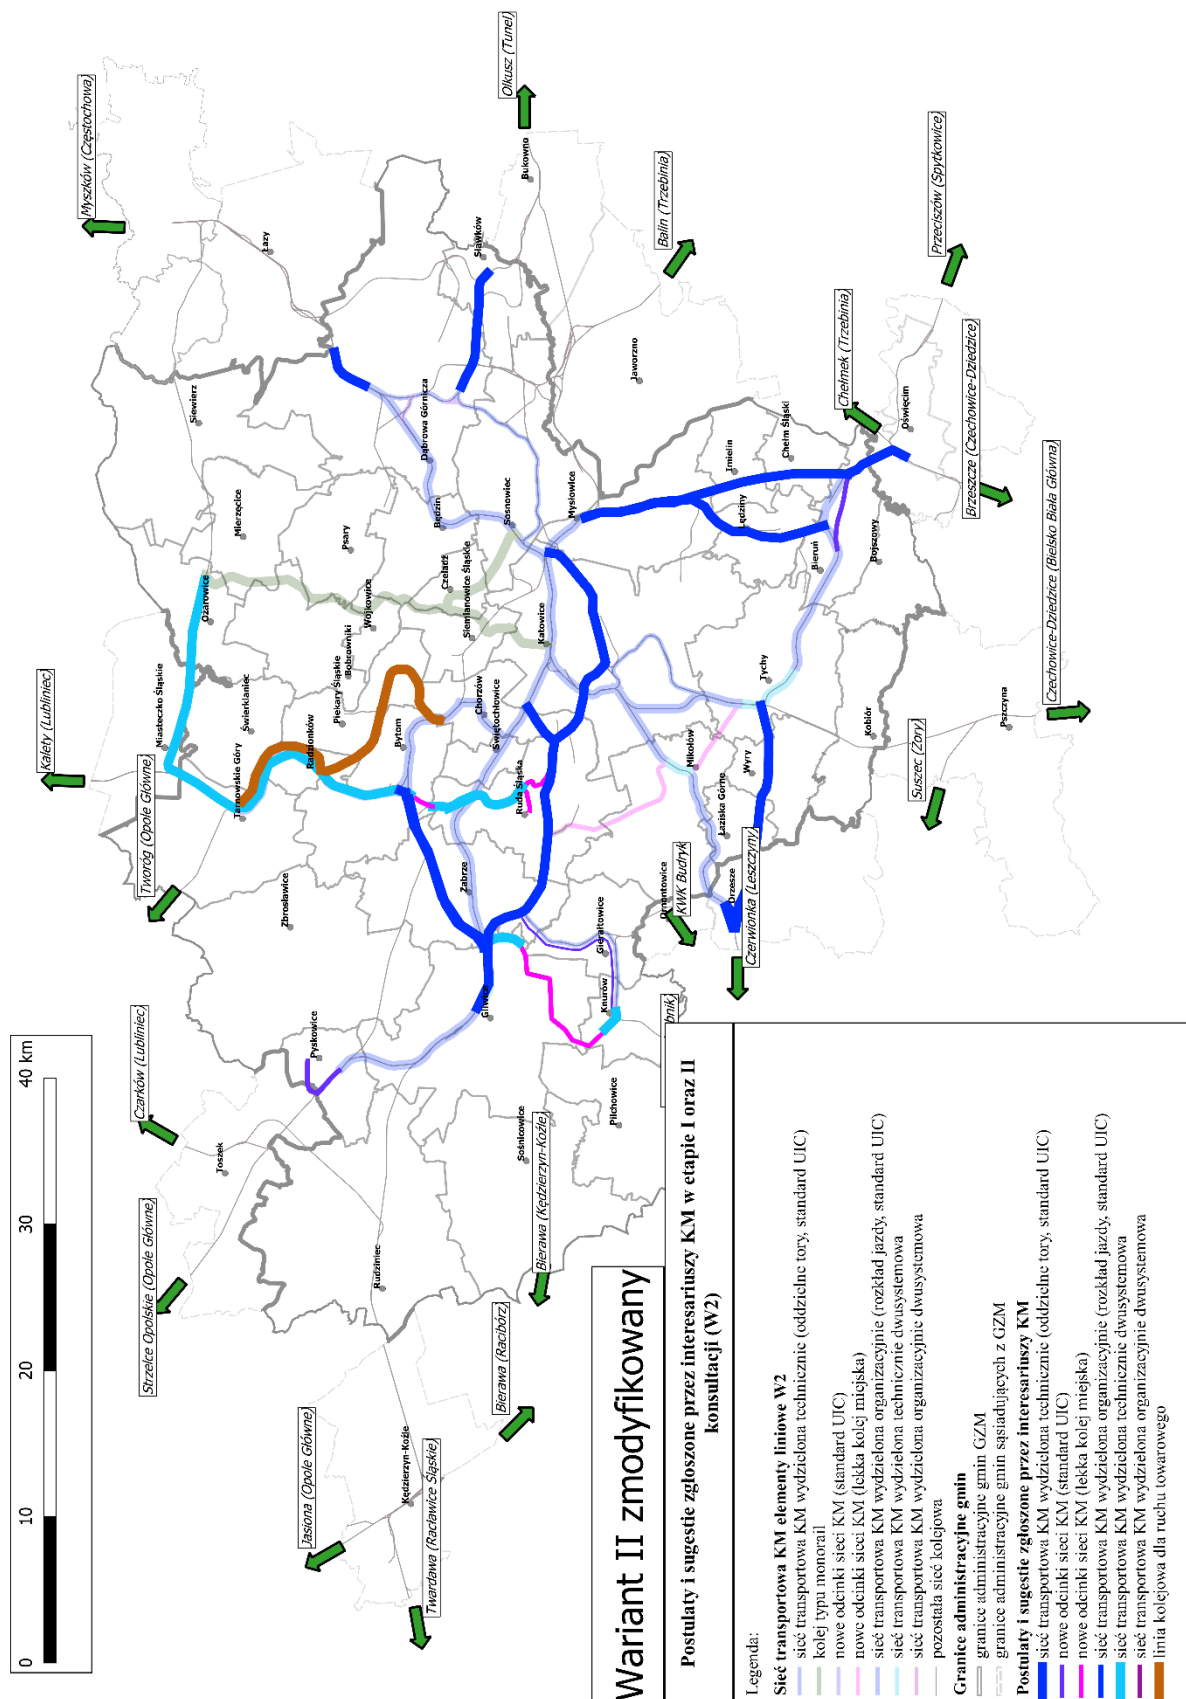 Myszków (Częstochowa)
Olkusz (Tunel)
Bukowno
Łazy
Sławków
Balin (Trzebinia)
Przeciszów (Spytkowice)
Kalety (Lubliniec)
Siewierz
Mierzęcice
Ożarowice
Psary
Dąbrowa Górnicza
Będzin
Sosnowiec
Jaworzno
Chełmek (Trzebinia)
Oświęcim
Brzeszcze (Czechowice-Dziedzice)
Chełm Śląski
Imielin
Mysłowice
Lędziny
Bieruń
Bojszowy
Czechowice-Dziedzice (Bielsko Biała Główna)
Miasteczko Śląskie
Świerklaniec
Wojkowice
Bobrowniki
Piekary Śląskie
Czeladź
Siemianowice Śląskie
Katowice
Tychy
Kobiór
Pszczyna
Suszec (Żory)
Tworóg (Opole Główne)
Tarnowskie Góry
Radzionków
Bytom
Chorzów
Świętochłowice
Ruda Śląska
Mikołów
Wyry
Łaziska Górne
Orzesze
Czerwionka (Leszczyny)
Zbrosławice
Zabrze
Ornontowice
KWK Budryk
Gierałtowice
Knurów
bnik)
Gliwice
Pyskowice
Czarków (Lubliniec)
Toszek
Sośnicowice
Pilchowice
Strzelce Opolskie (Opole Główne)
Rudziniec
Bierawa (Kędzierzyn-Koźle)
Bierawa (Racibórz)
Jasiona (Opole Główne)
Kędzierzyn-Koźle
Twardawa (Racławice Śląskie)
0 10 20 30 40 km
Wariant II zmodyfikowany
Postulaty i sugestie zgłoszone przez interesariuszy KM w etapie I oraz II
konsultacji (W2)
Legenda:
Sieć transportowa KM elementy liniowe W2
sieć transportowa KM wydzielona technicznie (oddzielne tory, standard UIC)
kolej typu monorail
nowe odcinki sieci KM (standard UIC)
nowe odcinki sieci KM (lekka kolej miejska)
sieć transportowa KM wydzielona organizacyjnie (rozkład jazdy, standard UIC)
sieć transportowa KM wydzielona technicznie dwusystemowa
sieć transportowa KM wydzielona organizacyjnie dwusystemowa
pozostała sieć kolejowa
Granice administracyjne gmin
granice administracyjne gmin GZM
granice administracyjne gmin sąsiadujących z GZM
Postulaty i sugestie zgłoszone przez interesariuszy KM
sieć transportowa KM wydzielona technicznie (oddzielne tory, standard UIC)
nowe odcinki sieci KM (standard UIC)
nowe odcinki sieci KM (lekka kolej miejska)
sieć transportowa KM wydzielona organizacyjnie (rozkład jazdy, standard UIC)
sieć transportowa KM wydzielona technicznie dwusystemowa
sieć transportowa KM wydzielona organizacyjnie dwusystemowa
linia kolejowa dla ruchu towarowego